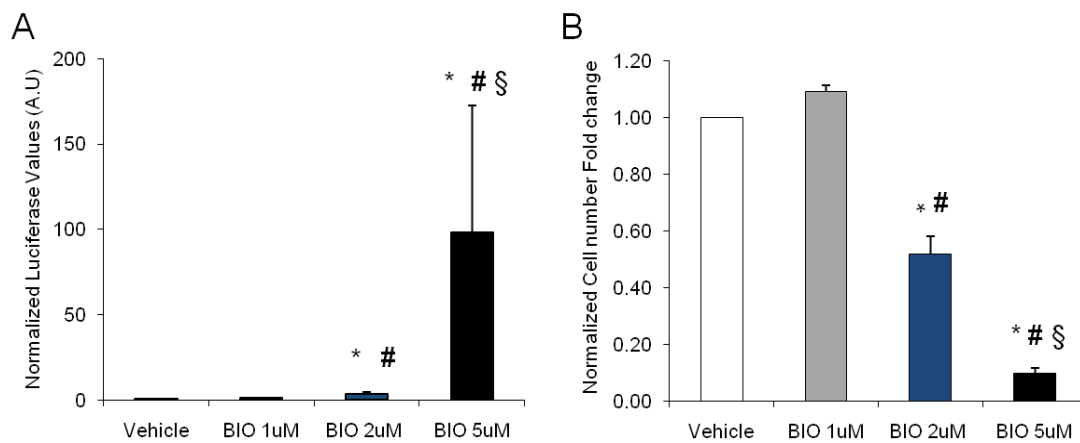 A
Normalized Luciferase Values (A.U)
200
150
100
50
0
* #
* # §
Vehicle BIO 1uM BIO 2uM BIO 5uM
B
Normalized Cell number Fold change
1.20
1.00
0.80
0.60
0.40
0.20
0.00
* #
* # §
Vehicle BIO 1uM BIO 2uM BIO 5uM